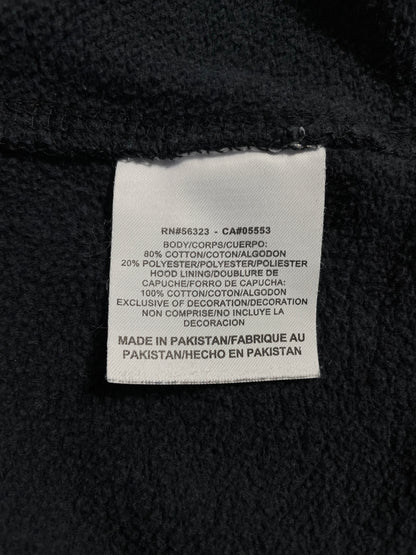 RN#56323 - CA#05553
BODY/CORPS/CUERPO:
80% COTTON/COTON/ALGODON
20% POLYESTER/POLYESTER/POLIESTER
HOOD LINING/DOUBLURE DE
CAPUCHE/FORRO DE CAPUCHA:
100% COTTON/COTON/ALGODON
EXCLUSIVE OF DECORATION/DECORATION
NON COMPRISE/NO INCLUYE LA
DECORACION
MADE IN PAKISTAN/FABRIQUE AU
PAKISTAN/HECHO EN PAKISTAN